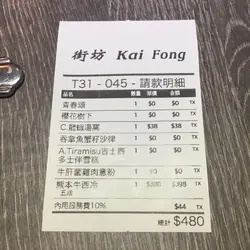 街坊 Kai Fong
T31 - 045 - 請款明細
品名 數量 單價 金額
青春頭 1 $0 $0 TX
櫻花樹下 1 $0 $0 TX
C.龍蝦湯窩 1 $38 $38 TX
吞拿魚蟹籽沙律 1 $0 $0 TX
A.Tiramisu吉士西 1 $0 $0 TX
多士伴雪糕
牛肝菌雞肉意粉 1 $0 $0 TX
熊本牛西冷 1 $398 TX
五成
內用服務費10% $44 TX
總計 $480